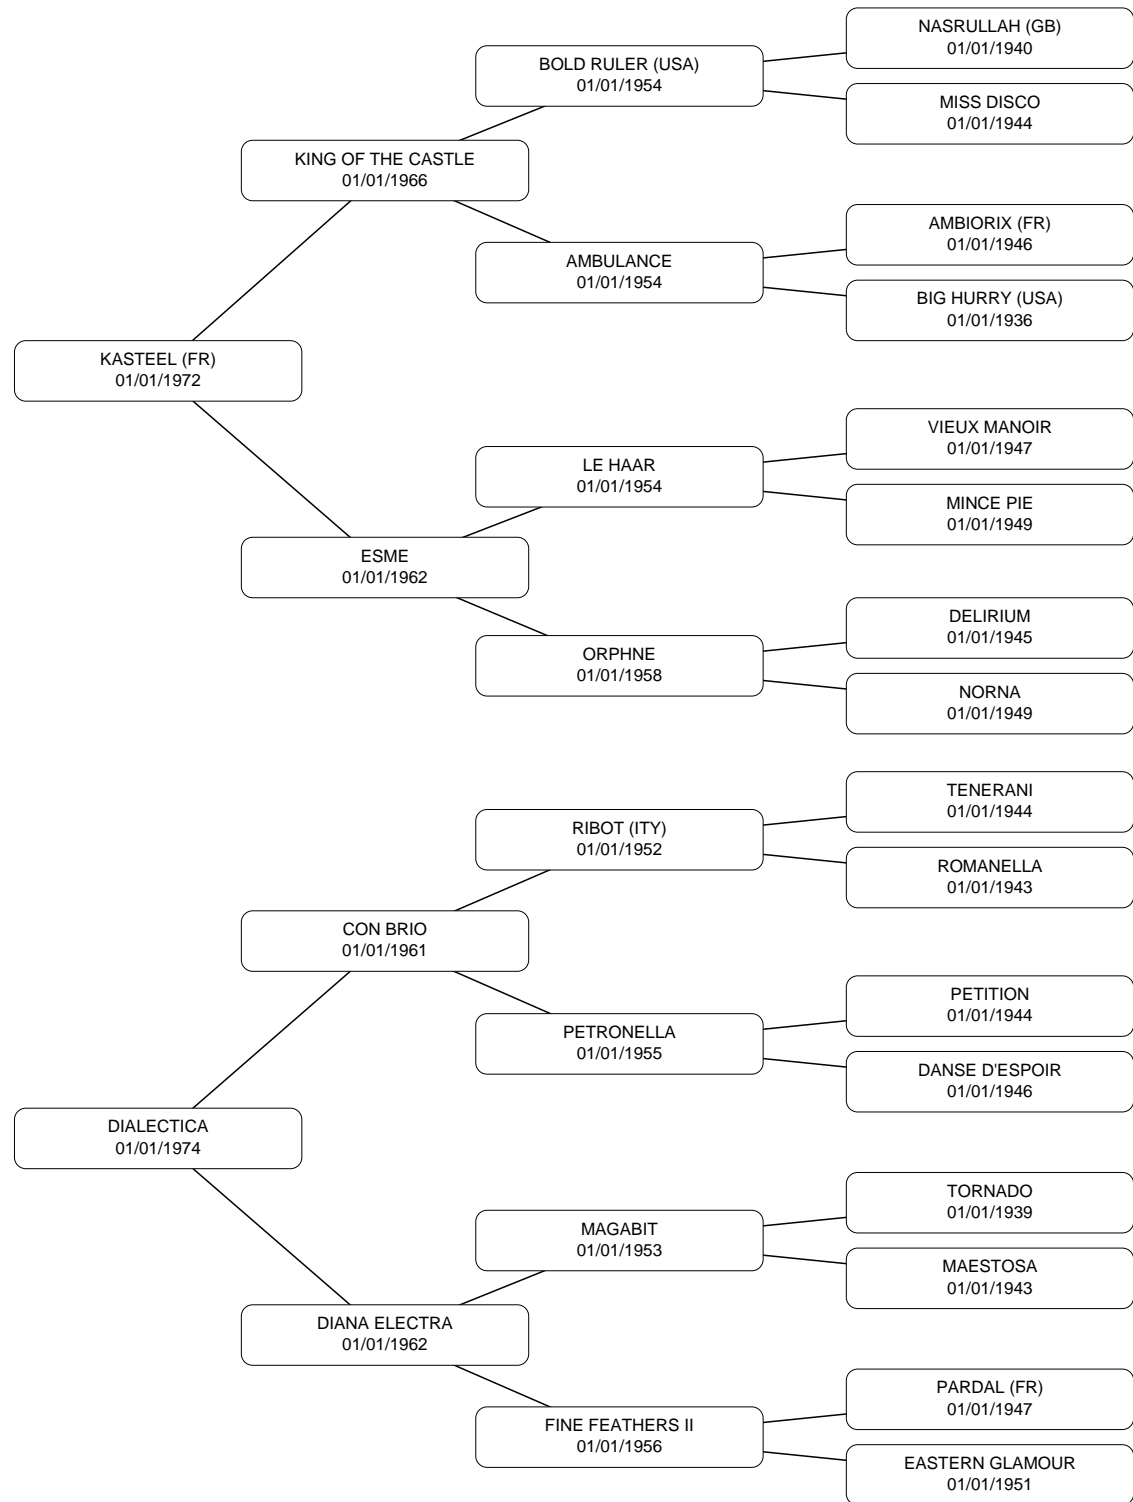 NASRULLAH (GB)
01/01/1940
BOLD RULER (USA)
01/01/1954
MISS DISCO
01/01/1944
KING OF THE CASTLE
01/01/1966
AMBIORIX (FR)
01/01/1946
AMBULANCE
01/01/1954
BIG HURRY (USA)
01/01/1936
KASTEEL (FR)
01/01/1972
VIEUX MANOIR
01/01/1947
LE HAAR
01/01/1954
MINCE PIE
01/01/1949
ESME
01/01/1962
DELIRIUM
01/01/1945
ORPHNE
01/01/1958
NORNA
01/01/1949
TENERANI
01/01/1944
RIBOT (ITY)
01/01/1952
ROMANELLA
01/01/1943
CON BRIO
01/01/1961
PETITION
01/01/1944
PETRONELLA
01/01/1955
DANSE D'ESPOIR
01/01/1946
DIALECTICA
01/01/1974
TORNADO
01/01/1939
MAGABIT
01/01/1953
MAESTOSA
01/01/1943
DIANA ELECTRA
01/01/1962
PARDAL (FR)
01/01/1947
FINE FEATHERS II
01/01/1956
EASTERN GLAMOUR
01/01/1951